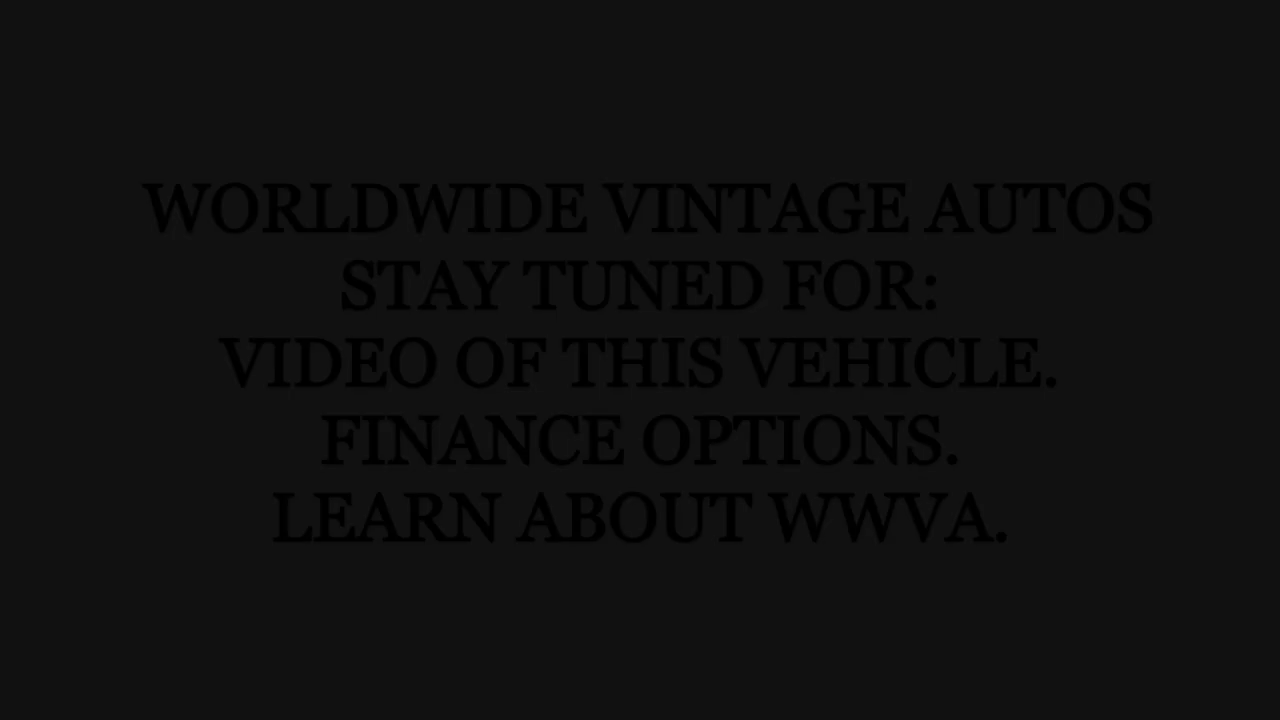 WORLDWIDE VINTAGE AUTOS
STAY TUNED FOR:
VIDEO OF THIS VEHICLE.
FINANCE OPTIONS.
LEARN ABOUT WWVA.